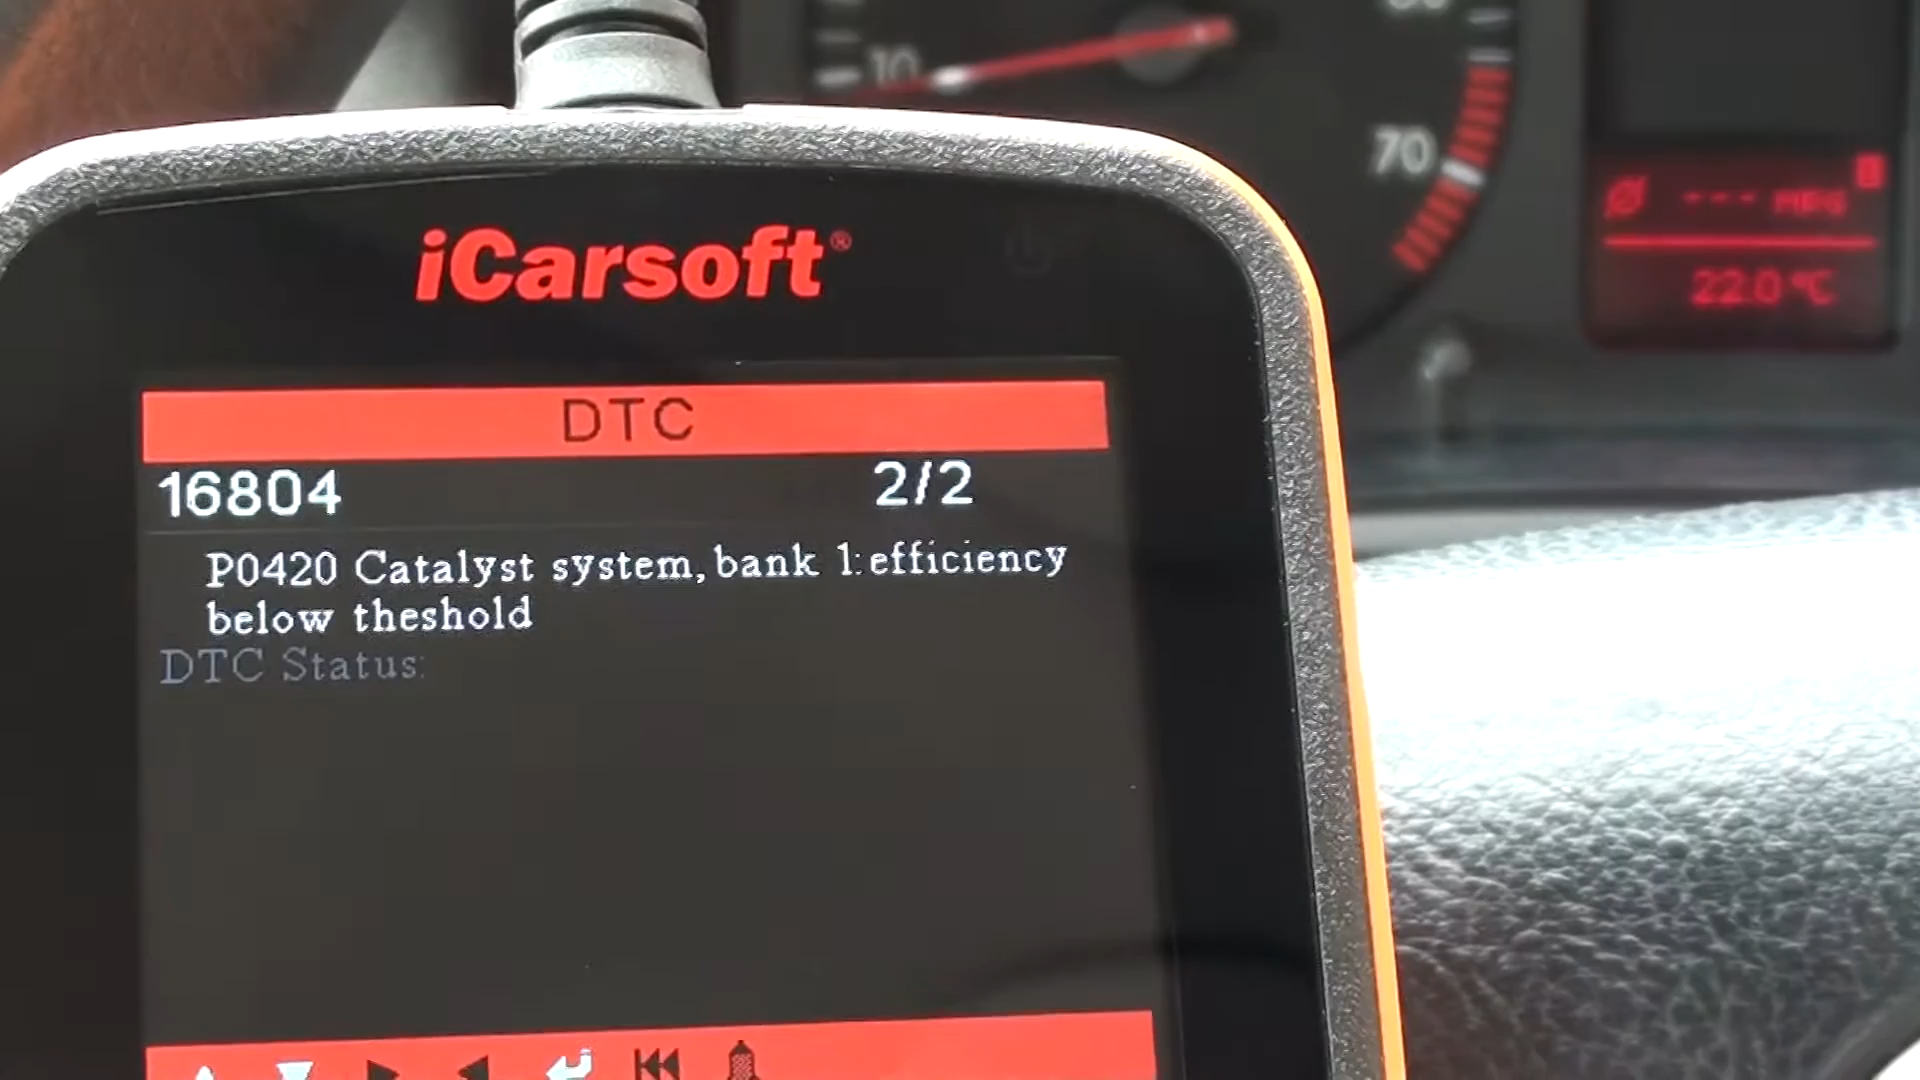 10
70
--- MPG
22.0 °C
iCarsoft®
DTC
16804 2/2
P0420 Catalyst system,bank 1:efficiency
below theshold
DTC Status: